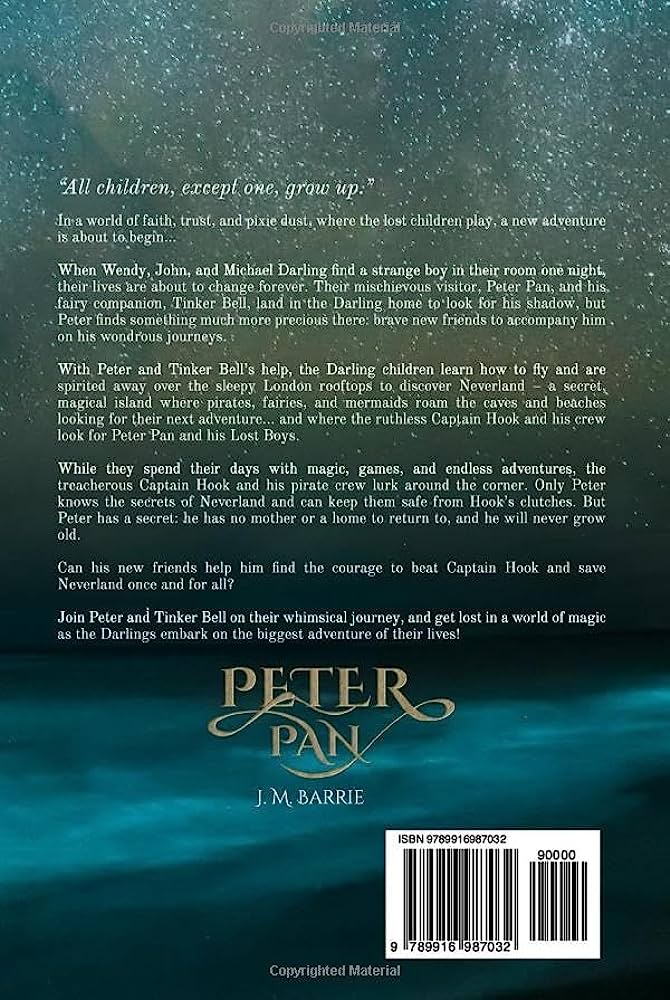 Copyrighted Material
“All children, except one, grow up.”
In a world of faith, trust, and pixie dust, where the lost children play, a new adventure
is about to begin...
When Wendy, John, and Michael Darling find a strange boy in their room one night,
their lives are about to change forever. Their mischievous visitor, Peter Pan, and his
fairy companion, Tinker Bell, land in the Darling home to look for his shadow, but
Peter finds something much more precious there: brave new friends to accompany him
on his wondrous journeys.
With Peter and Tinker Bell’s help, the Darling children learn how to fly and are
spirited away over the sleepy London rooftops to discover Neverland – a secret,
magical island where pirates, fairies, and mermaids roam the caves and beaches
looking for their next adventure... and where the ruthless Captain Hook and his crew
look for Peter Pan and his Lost Boys.
While they spend their days with magic, games, and endless adventures, the
treacherous Captain Hook and his pirate crew lurk around the corner. Only Peter
knows the secrets of Neverland and can keep them safe from Hook’s clutches. But
Peter has a secret: he has no mother or a home to return to, and he will never grow
old.
Can his new friends help him find the courage to beat Captain Hook and save
Neverland once and for all?
Join Peter and Tinker Bell on their whimsical journey, and get lost in a world of magic
as the Darlings embark on the biggest adventure of their lives!
PETER
PAN
J. M. BARRIE
ISBN 9789916987032
90000
9 789916 987032
Copyrighted Material